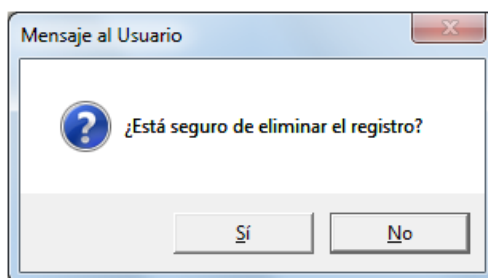 Mensaje al Usuario
¿Está seguro de eliminar el registro?
Sí No